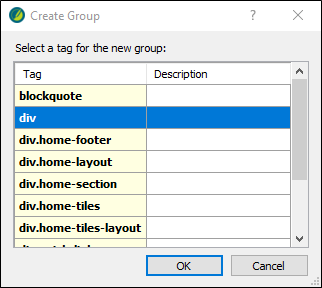 Create Group
?
Select a tag for the new group:
Tag Description
blockquote
div
div.home-footer
div.home-layout
div.home-section
div.home-tiles
div.home-tiles-layout
OK Cancel